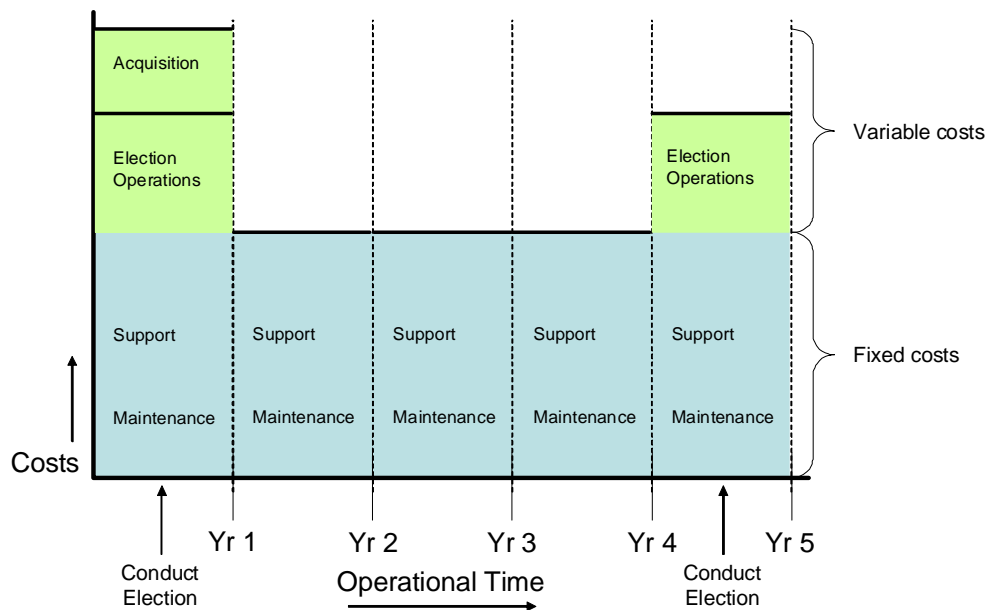 Acquisition
Variable costs
Election
Operations
Election
Operations
Support
Support
Support
Support
Support
Fixed costs
Maintenance
Maintenance
Maintenance
Maintenance
Maintenance
Costs
Yr 1
Yr 2
Yr 3
Yr 4
Yr 5
Conduct
Election
Operational Time
Conduct
Election